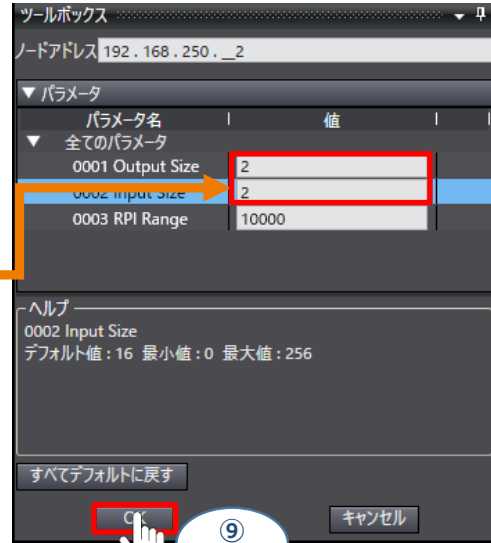 ツールボックス
ノードアドレス 192 . 168 . 250 . __2
▼ パラメータ
パラメータ名 | 値 |
▼ 全てのパラメータ
0001 Output Size 2
0002 Input Size 2
0003 RPI Range 10000
ヘルプ
0002 Input Size
デフォルト値 : 16 最小値 : 0 最大値 : 256
すべてデフォルトに戻す
OK キャンセル
⑨